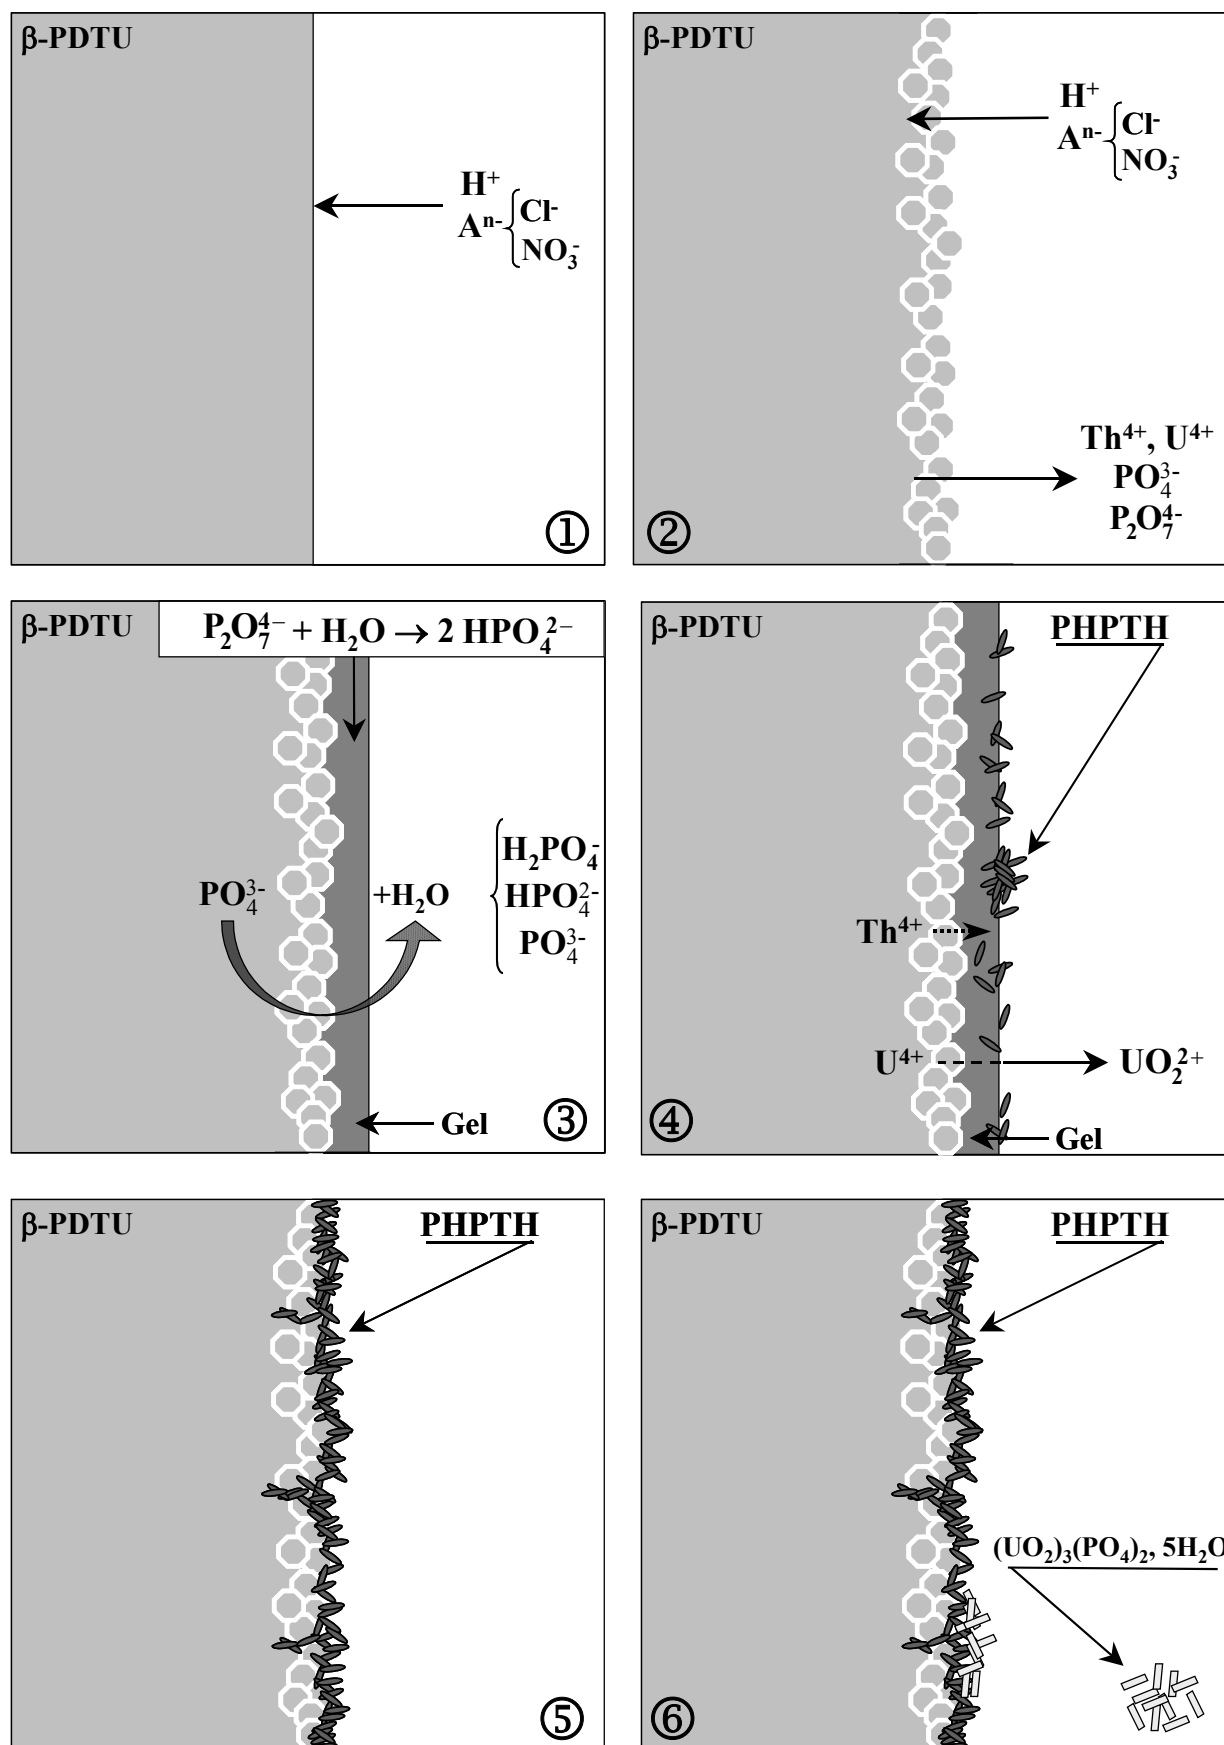 β-PDTU
H⁺
Aⁿ⁻ { Cl⁻
NO₃⁻
①
β-PDTU
H⁺
Aⁿ⁻ { Cl⁻
NO₃⁻
Th⁴⁺, U⁴⁺
PO₄³⁻
P₂O₇⁴⁻
②
β-PDTU
P₂O₇⁴⁻ + H₂O → 2 HPO₄²⁻
PO₄³⁻
+H₂O
H₂PO₄⁻
HPO₄²⁻
PO₄³⁻
Gel
③
β-PDTU
PHPTH
Th⁴⁺
U⁴⁺
UO₂²⁺
Gel
④
β-PDTU
PHPTH
⑤
β-PDTU
PHPTH
(UO₂)₃(PO₄)₂, 5H₂O
⑥